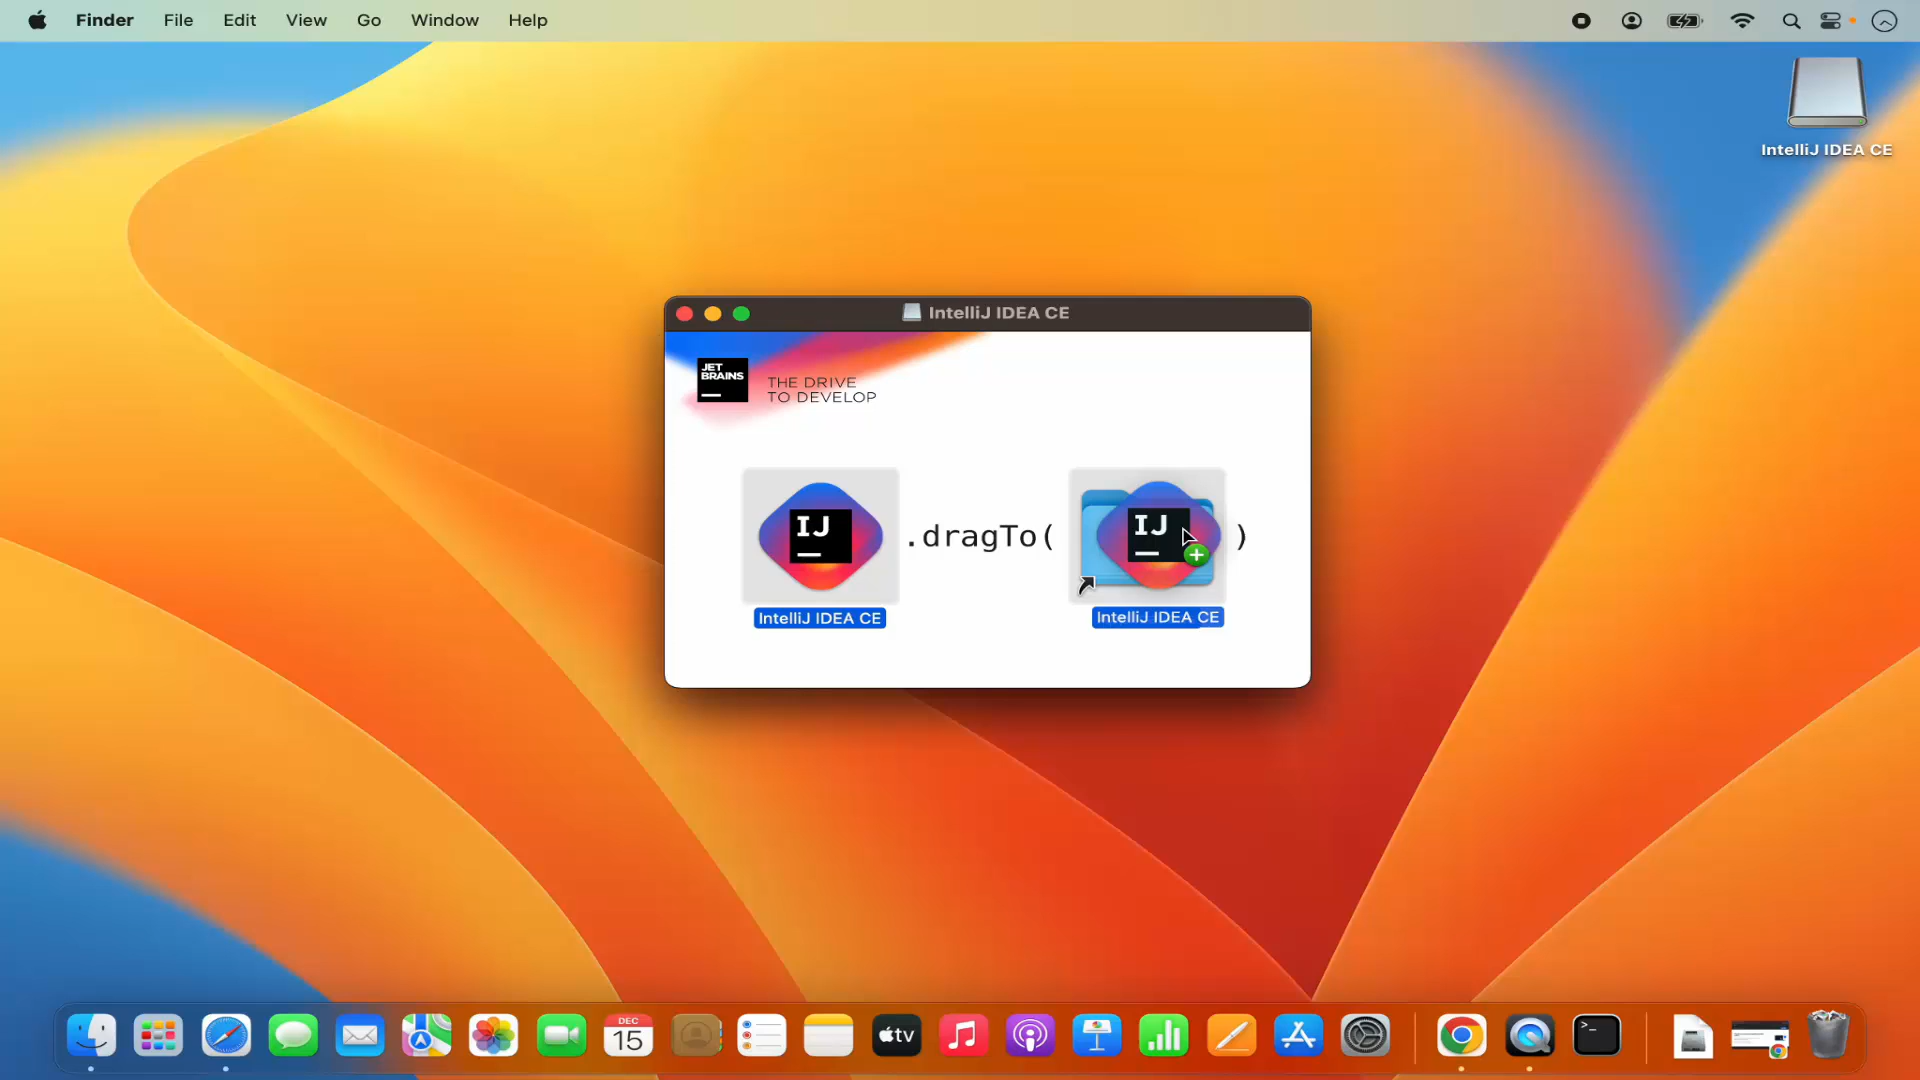 Finder File Edit View Go Window Help
IntelliJ IDEA CE
IntelliJ IDEA CE
JET
BRAINS
THE DRIVE
TO DEVELOP
IJ
.dragTo(
IJ
)
IntelliJ IDEA CE
IntelliJ IDEA CE
DEC
15
tv
>_